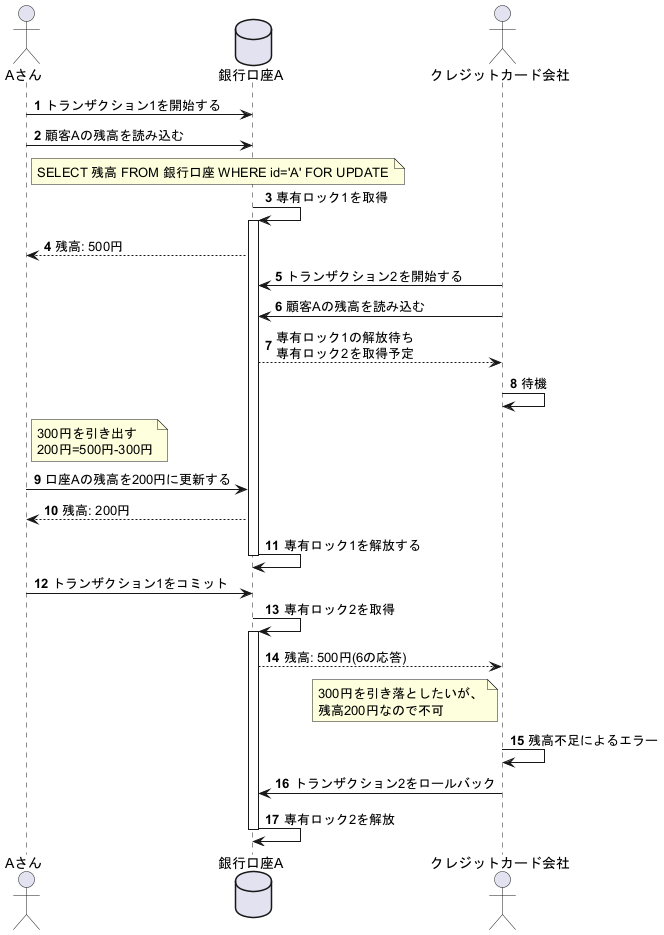 Aさん
銀行口座A
クレジットカード会社
1 トランザクション1を開始する
2 顧客Aの残高を読み込む
SELECT 残高 FROM 銀行口座 WHERE id='A' FOR UPDATE
3 専有ロック1を取得
4 残高: 500円
5 トランザクション2を開始する
6 顧客Aの残高を読み込む
7 専有ロック1の解放待ち
専有ロック2を取得予定
8 待機
300円を引き出す
200円=500円-300円
9 口座Aの残高を200円に更新する
10 残高: 200円
11 専有ロック1を解放する
12 トランザクション1をコミット
13 専有ロック2を取得
14 残高: 500円(6の応答)
300円を引き落としたいが、
残高200円なので不可
15 残高不足によるエラー
16 トランザクション2をロールバック
17 専有ロック2を解放
Aさん
銀行口座A
クレジットカード会社